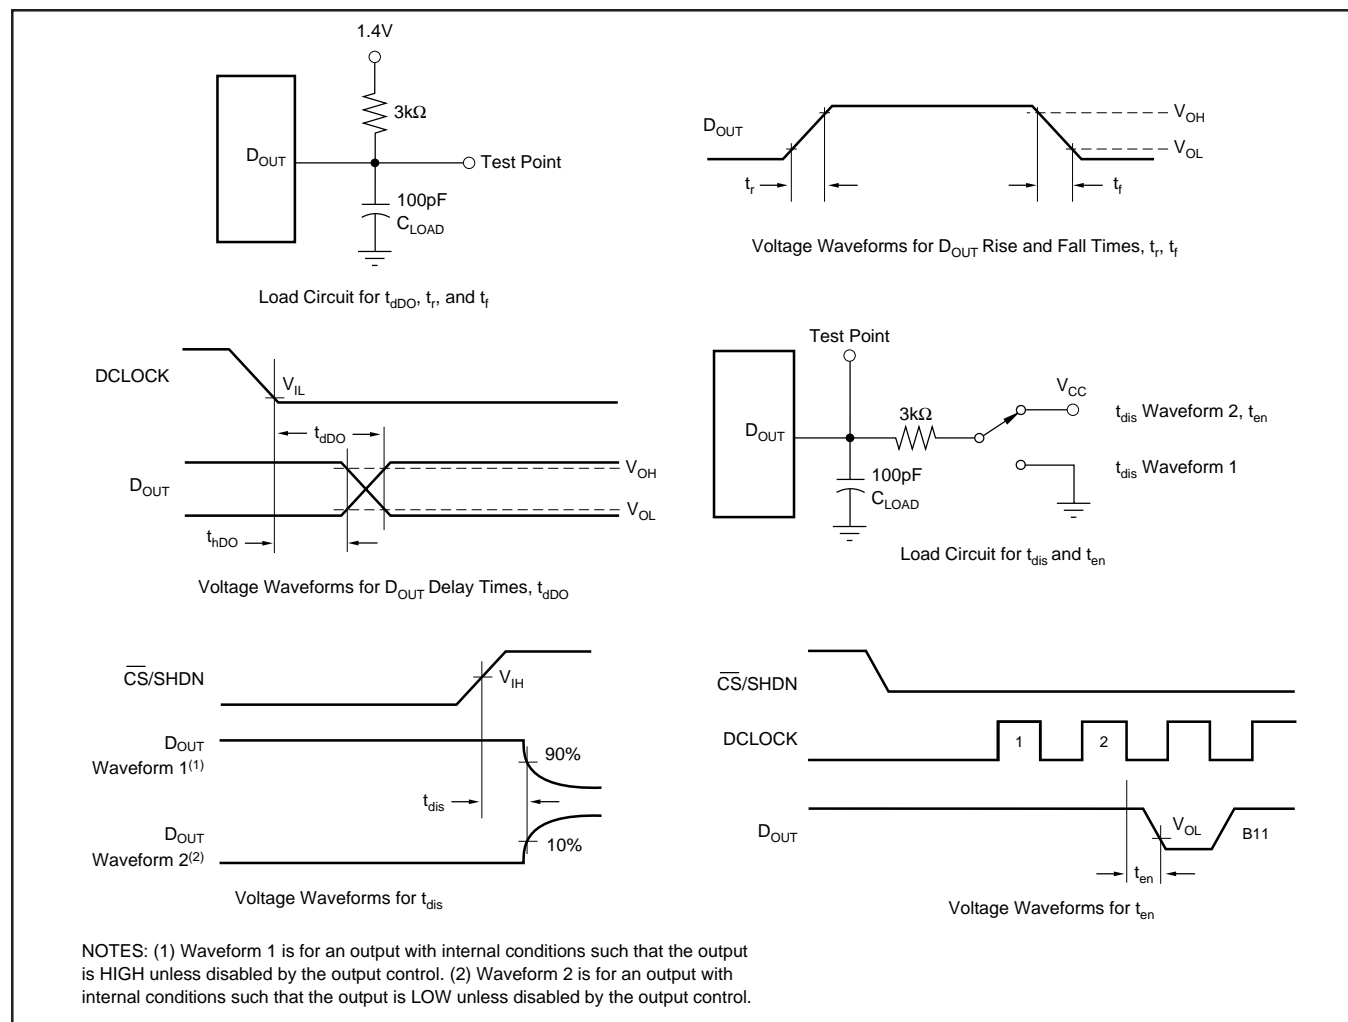 1.4V
3kΩ
DOUT
Test Point
100pF
CLOAD
Load Circuit for tdDO, tr, and tf
DOUT
VOH
VOL
tr
tf
Voltage Waveforms for DOUT Rise and Fall Times, tr, tf
DCLOCK
VIL
tdDO
DOUT
VOH
VOL
thDO
Voltage Waveforms for DOUT Delay Times, tdDO
Test Point
DOUT
3kΩ
VCC
tdis Waveform 2, ten
100pF
CLOAD
tdis Waveform 1
Load Circuit for tdis and ten
CS/SHDN
VIH
DOUT
Waveform 1(1)
90%
tdis
DOUT
Waveform 2(2)
10%
Voltage Waveforms for tdis
CS/SHDN
DCLOCK
1
2
DOUT
VOL
B11
ten
Voltage Waveforms for ten
NOTES: (1) Waveform 1 is for an output with internal conditions such that the output
is HIGH unless disabled by the output control. (2) Waveform 2 is for an output with
internal conditions such that the output is LOW unless disabled by the output control.